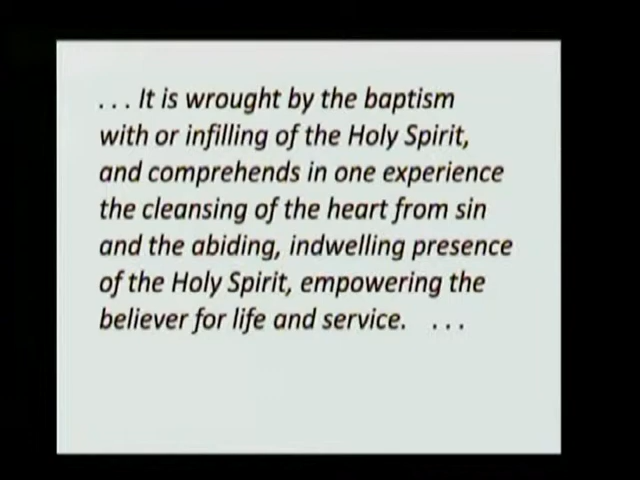 . . . It is wrought by the baptism
with or infilling of the Holy Spirit,
and comprehends in one experience
the cleansing of the heart from sin
and the abiding, indwelling presence
of the Holy Spirit, empowering the
believer for life and service. . . .